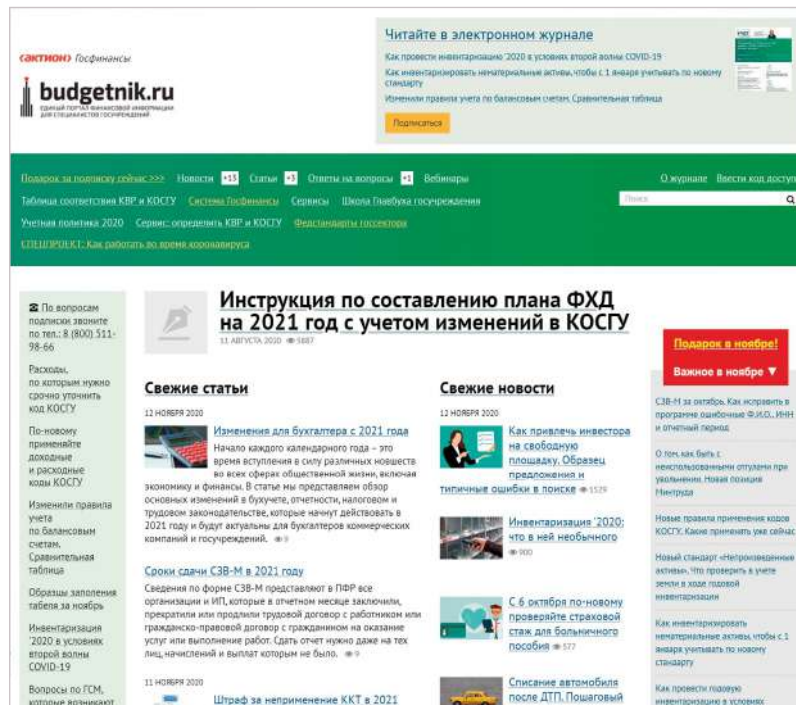 Читайте в электронном журнале
Как провести инвентаризацию '2020 в условиях второй волны COVID-19
Как инвентаризировать нематериальные активы, чтобы с 1 января учитывать по новому
стандарту
Изменили правила учета по балансовым счетам. Сравнительная таблица
Подписаться
актион Госфинансы
budgetnik.ru
ЕДИНЫЙ ПОРТАЛ ФИНАНСОВОЙ ИНФОРМАЦИИ
ДЛЯ СПЕЦИАЛИСТОВ ГОСУЧРЕЖДЕНИЙ
Подарок за подписку сейчас >>> Новости +13 Статьи +3 Ответы на вопросы +1 Вебинары
О журнале Ввести код доступ
Таблица соответствия КВР и КОСГУ Система Госфинансы Сервисы Школа Главбуха госучреждения
Поиск
Учетная политика 2020 Сервис: определить КВР и КОСГУ Федстандарты госсектора
СПЕЦПРОЕКТ: Как работать во время коронавируса
☎ По вопросам
подписки звоните
по тел.: 8 (800) 511-
98-66
Расходы,
по которым нужно
срочно уточнить
код КОСГУ
По-новому
применяйте
доходные
и расходные
коды КОСГУ
Изменили правила
учета
по балансовым
счетам.
Сравнительная
таблица
Образцы заполнения
табеля за ноябрь
Инвентаризация
'2020 в условиях
второй волны
COVID-19
Вопросы по ГСМ,
которые возникают
Инструкция по составлению плана ФХД
на 2021 год с учетом изменений в КОСГУ
11 АВГУСТА 2020 5887
Свежие статьи
12 НОЯБРЯ 2020
Изменения для бухгалтера с 2021 года
Начало каждого календарного года – это
время вступления в силу различных новшеств
во всех сферах общественной жизни, включая
экономику и финансы. В статье мы представляем обзор
основных изменений в бухучете, отчетности, налоговом и
трудовом законодательстве, которые начнут действовать в
2021 году и будут актуальны для бухгалтеров коммерческих
компаний и госучреждений. 9
Сроки сдачи СЗВ-М в 2021 году
Сведения по форме СЗВ-М представляют в ПФР все
организации и ИП, которые в отчетном месяце заключили,
прекратили или продлили трудовой договор с работником или
гражданско-правовой договор с гражданином на оказание
услуг или выполнение работ. Сдать отчет нужно даже на тех
лиц, начислений и выплат которым не было. 9
11 НОЯБРЯ 2020
Штраф за неприменение ККТ в 2021
Свежие новости
12 НОЯБРЯ 2020
Как привлечь инвестора
на свободную
площадку. Образец
предложения и
типичные ошибки в поиске 1529
Инвентаризация '2020:
что в ней необычного
900
С 6 октября по-новому
проверяйте страховой
стаж для больничного
пособия 577
Списание автомобиля
после ДТП. Пошаговый
Подарок в ноябре!
Важное в ноябре ▼
СЗВ-М за октябрь. Как исправить в
программе ошибочные Ф.И.О., ИНН
и отчетный период
О том, как быть с
неиспользованными отгулами при
увольнении. Новая позиция
Минтруда
Новые правила применения кодов
КОСГУ. Какие применять уже сейчас
Новый стандарт «Непроизведенные
активы». Что проверить в учете
земли в ходе годовой
инвентаризации
Как инвентаризировать
нематериальные активы, чтобы с 1
января учитывать по новому
стандарту
Как провести годовую
инвентаризацию в условиях